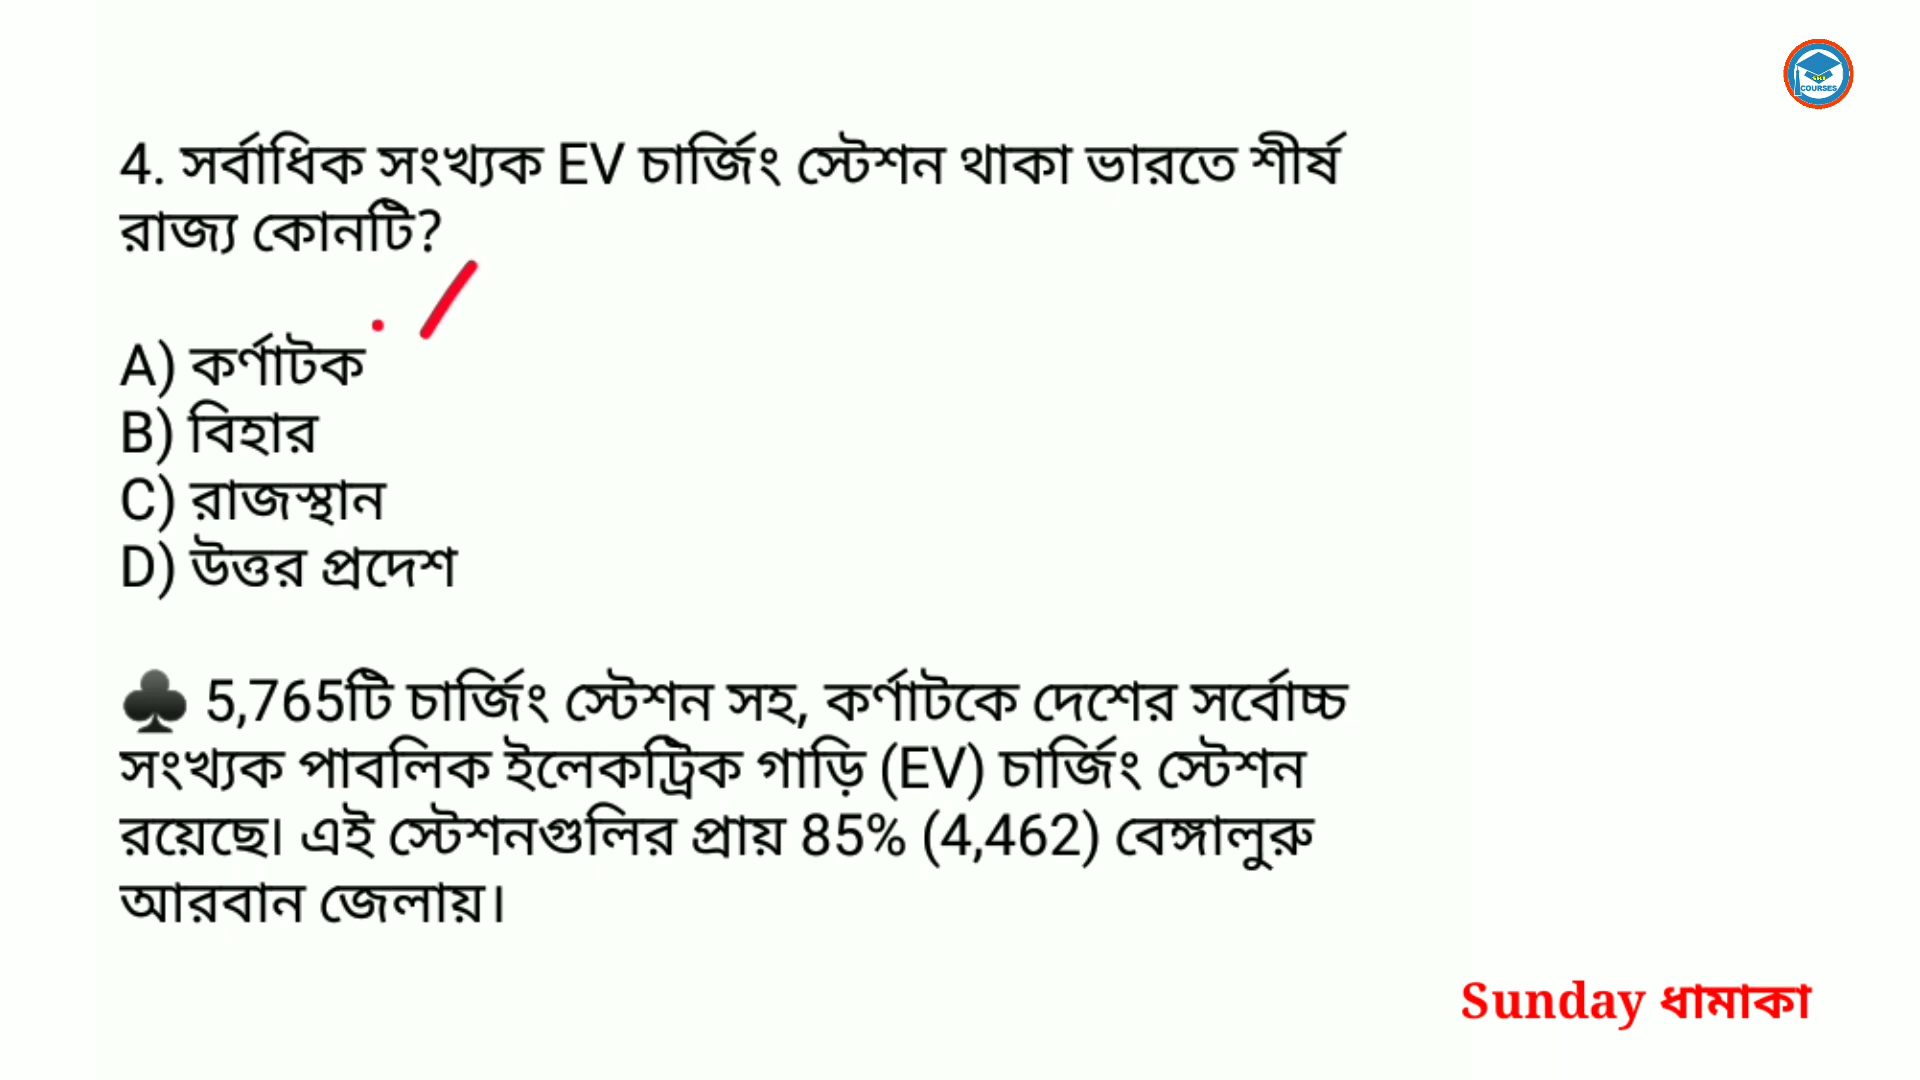 COURSES
4. সর্বাধিক সংখ্যক EV চার্জিং স্টেশন থাকা ভারতে শীর্ষ
রাজ্য কোনটি?
A) কর্ণাটক
B) বিহার
C) রাজস্থান
D) উত্তর প্রদেশ
♣ 5,765টি চার্জিং স্টেশন সহ, কর্ণাটকে দেশের সর্বোচ্চ
সংখ্যক পাবলিক ইলেকট্রিক গাড়ি (EV) চার্জিং স্টেশন
রয়েছে। এই স্টেশনগুলির প্রায় 85% (4,462) বেঙ্গালুরু
আরবান জেলায়।
Sunday ধামাকা